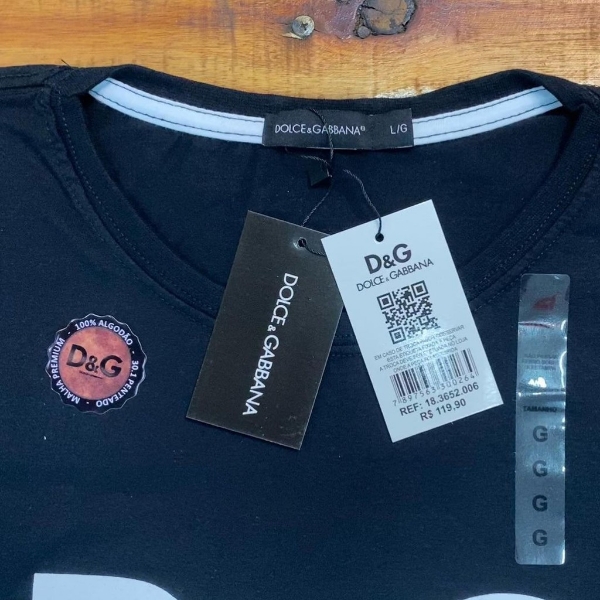 DOLCE&GABBANA®
L/G
DOLCE&GABBANA
D&G
DOLCE&GABBANA
7897565300264
REF: 18.3652.006
R$ 119,90
100% ALGODÃO
30.1 PENTEADO
MALHA PREMIUM
D&G
TAMANHO
G
G
G
G